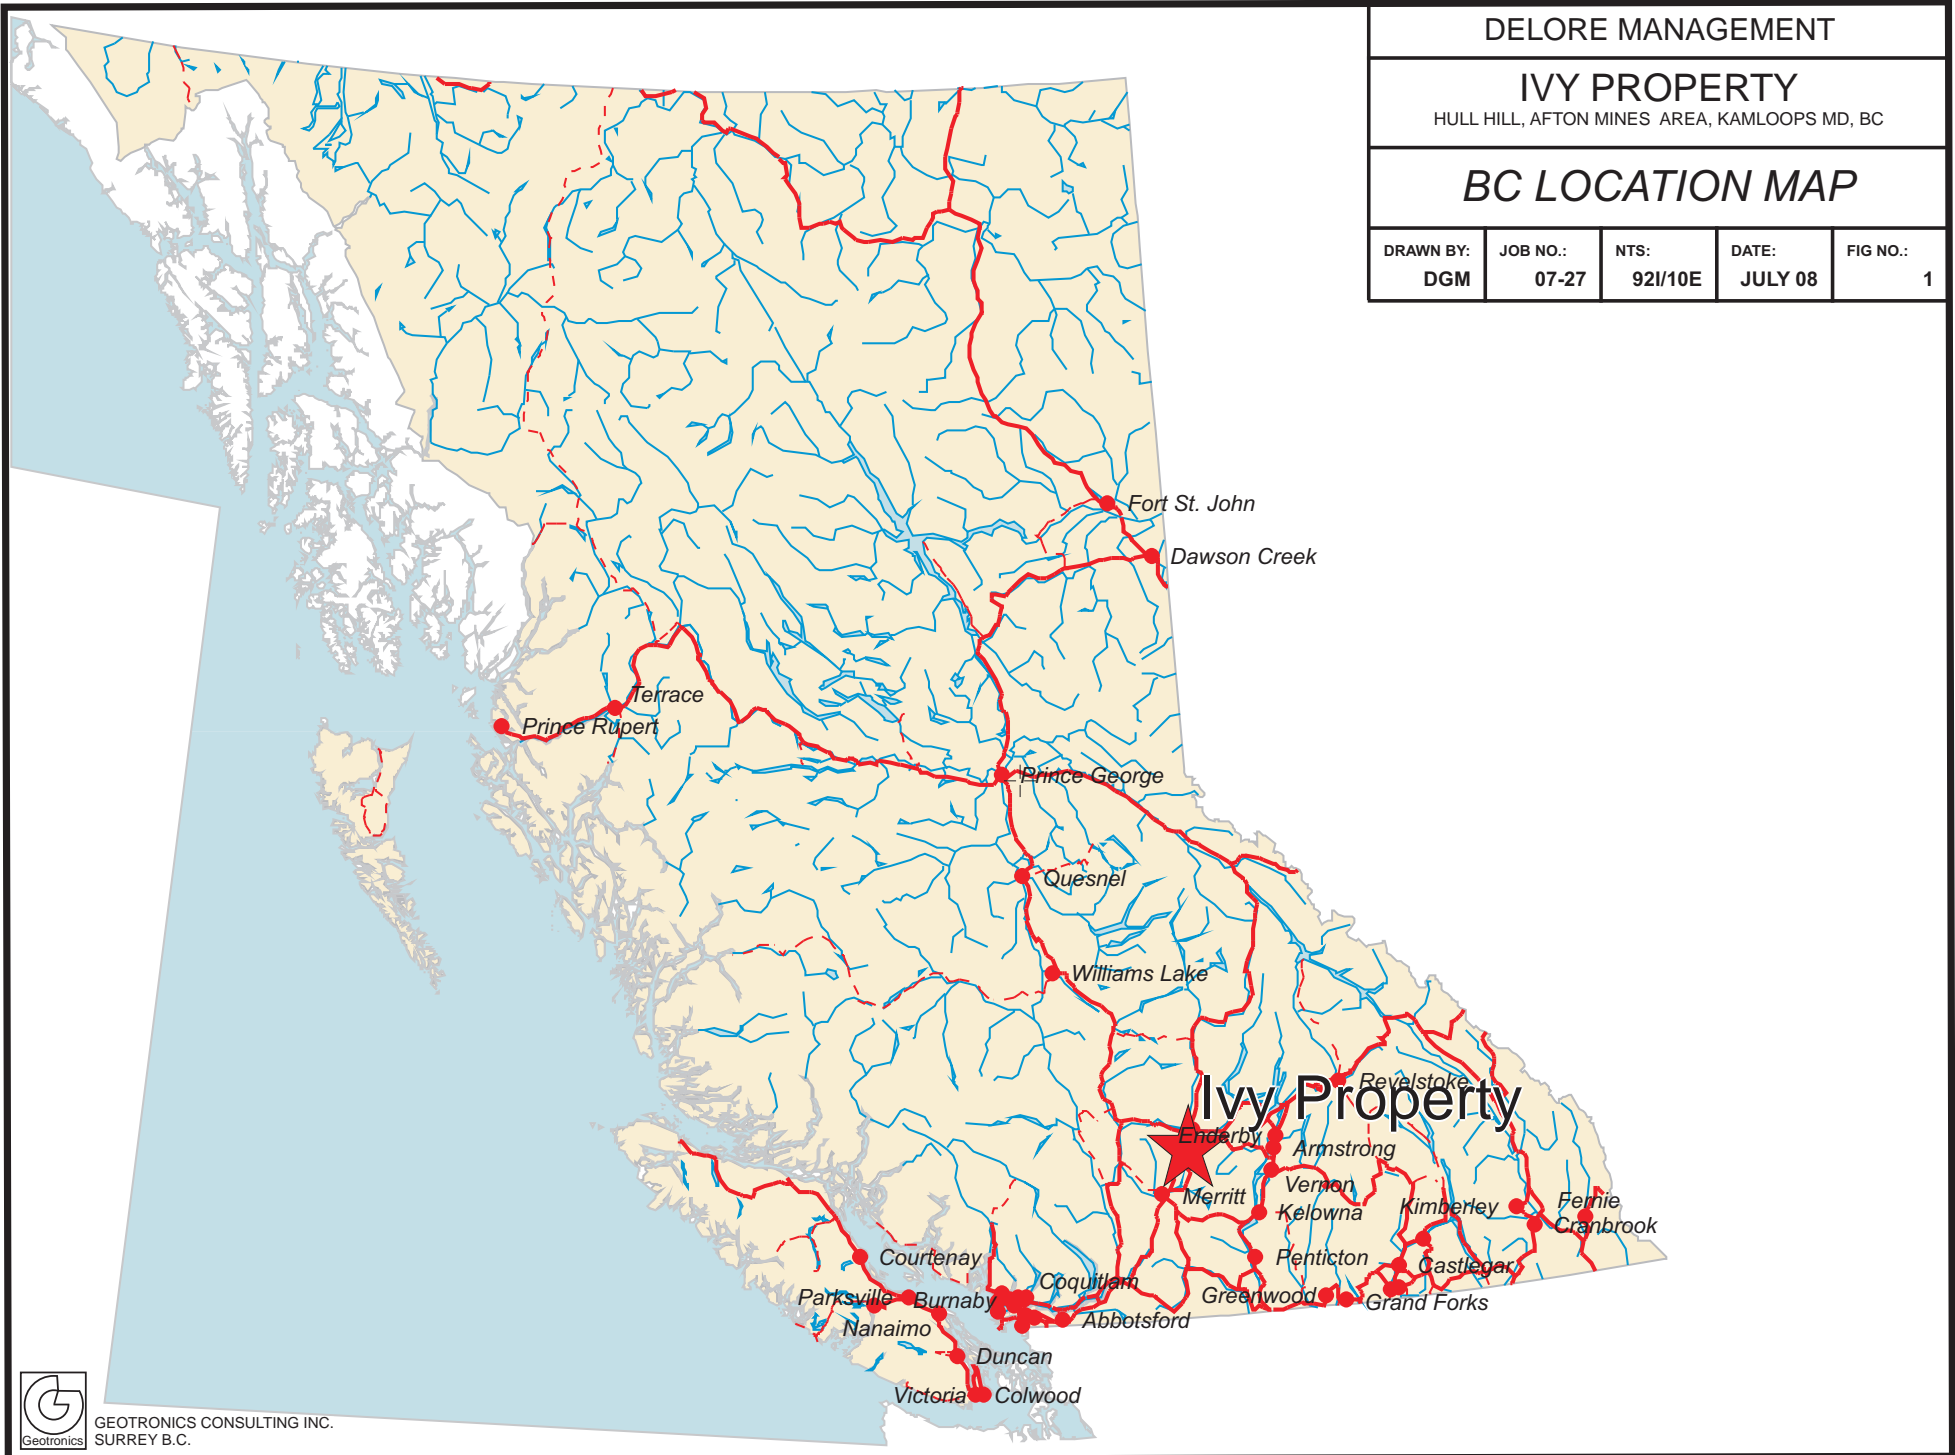 DELORE MANAGEMENT
IVY PROPERTY
HULL HILL, AFTON MINES AREA, KAMLOOPS MD, BC
BC LOCATION MAP
DRAWN BY: JOB NO.: NTS: DATE: FIG NO.:
DGM 07-27 92I/10E JULY 08 1
Fort St. John
Dawson Creek
Terrace
Prince Rupert
Prince George
Quesnel
Williams Lake
Revelstoke
Ivy Property
Enderby
Armstrong
Vernon
Merritt
Kelowna
Kimberley
Fernie
Cranbrook
Courtenay
Penticton
Castlegar
Coquitlam
Greenwood
Grand Forks
Parksville
Burnaby
Abbotsford
Nanaimo
Duncan
Victoria
Colwood
Geotronics
GEOTRONICS CONSULTING INC.
SURREY B.C.